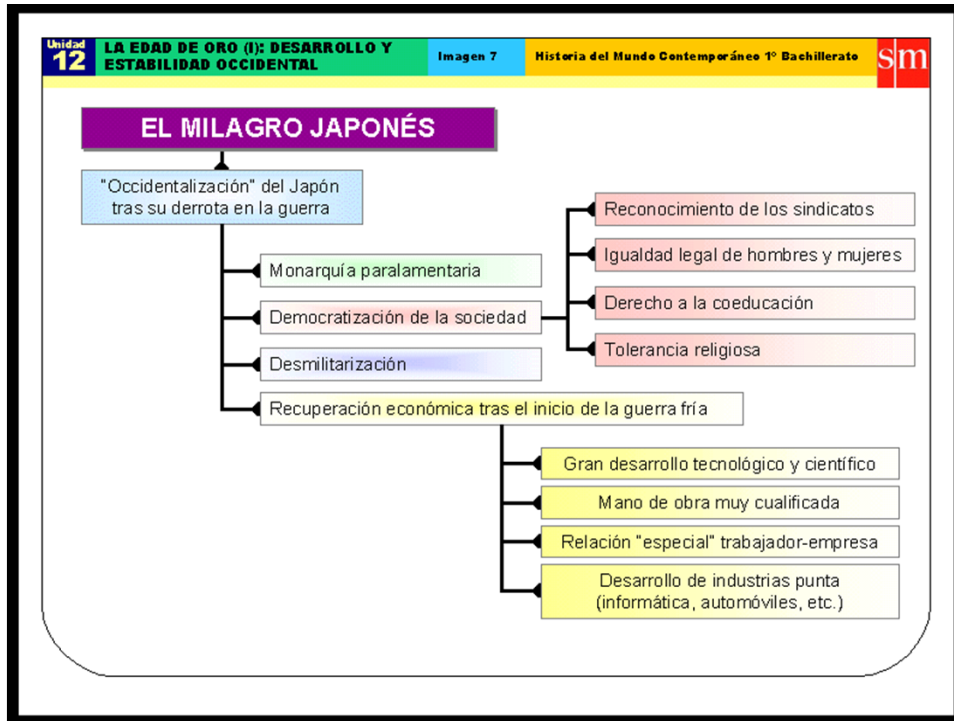 Unidad
12
LA EDAD DE ORO (I): DESARROLLO Y
ESTABILIDAD OCCIDENTAL
Imagen 7
Historia del Mundo Contemporáneo 1º Bachillerato
sm
EL MILAGRO JAPONÉS
"Occidentalización" del Japón
tras su derrota en la guerra
Monarquía paralamentaria
Democratización de la sociedad
Desmilitarización
Recuperación económica tras el inicio de la guerra fría
Reconocimiento de los sindicatos
Igualdad legal de hombres y mujeres
Derecho a la coeducación
Tolerancia religiosa
Gran desarrollo tecnológico y científico
Mano de obra muy cualificada
Relación "especial" trabajador-empresa
Desarrollo de industrias punta
(informática, automóviles, etc.)